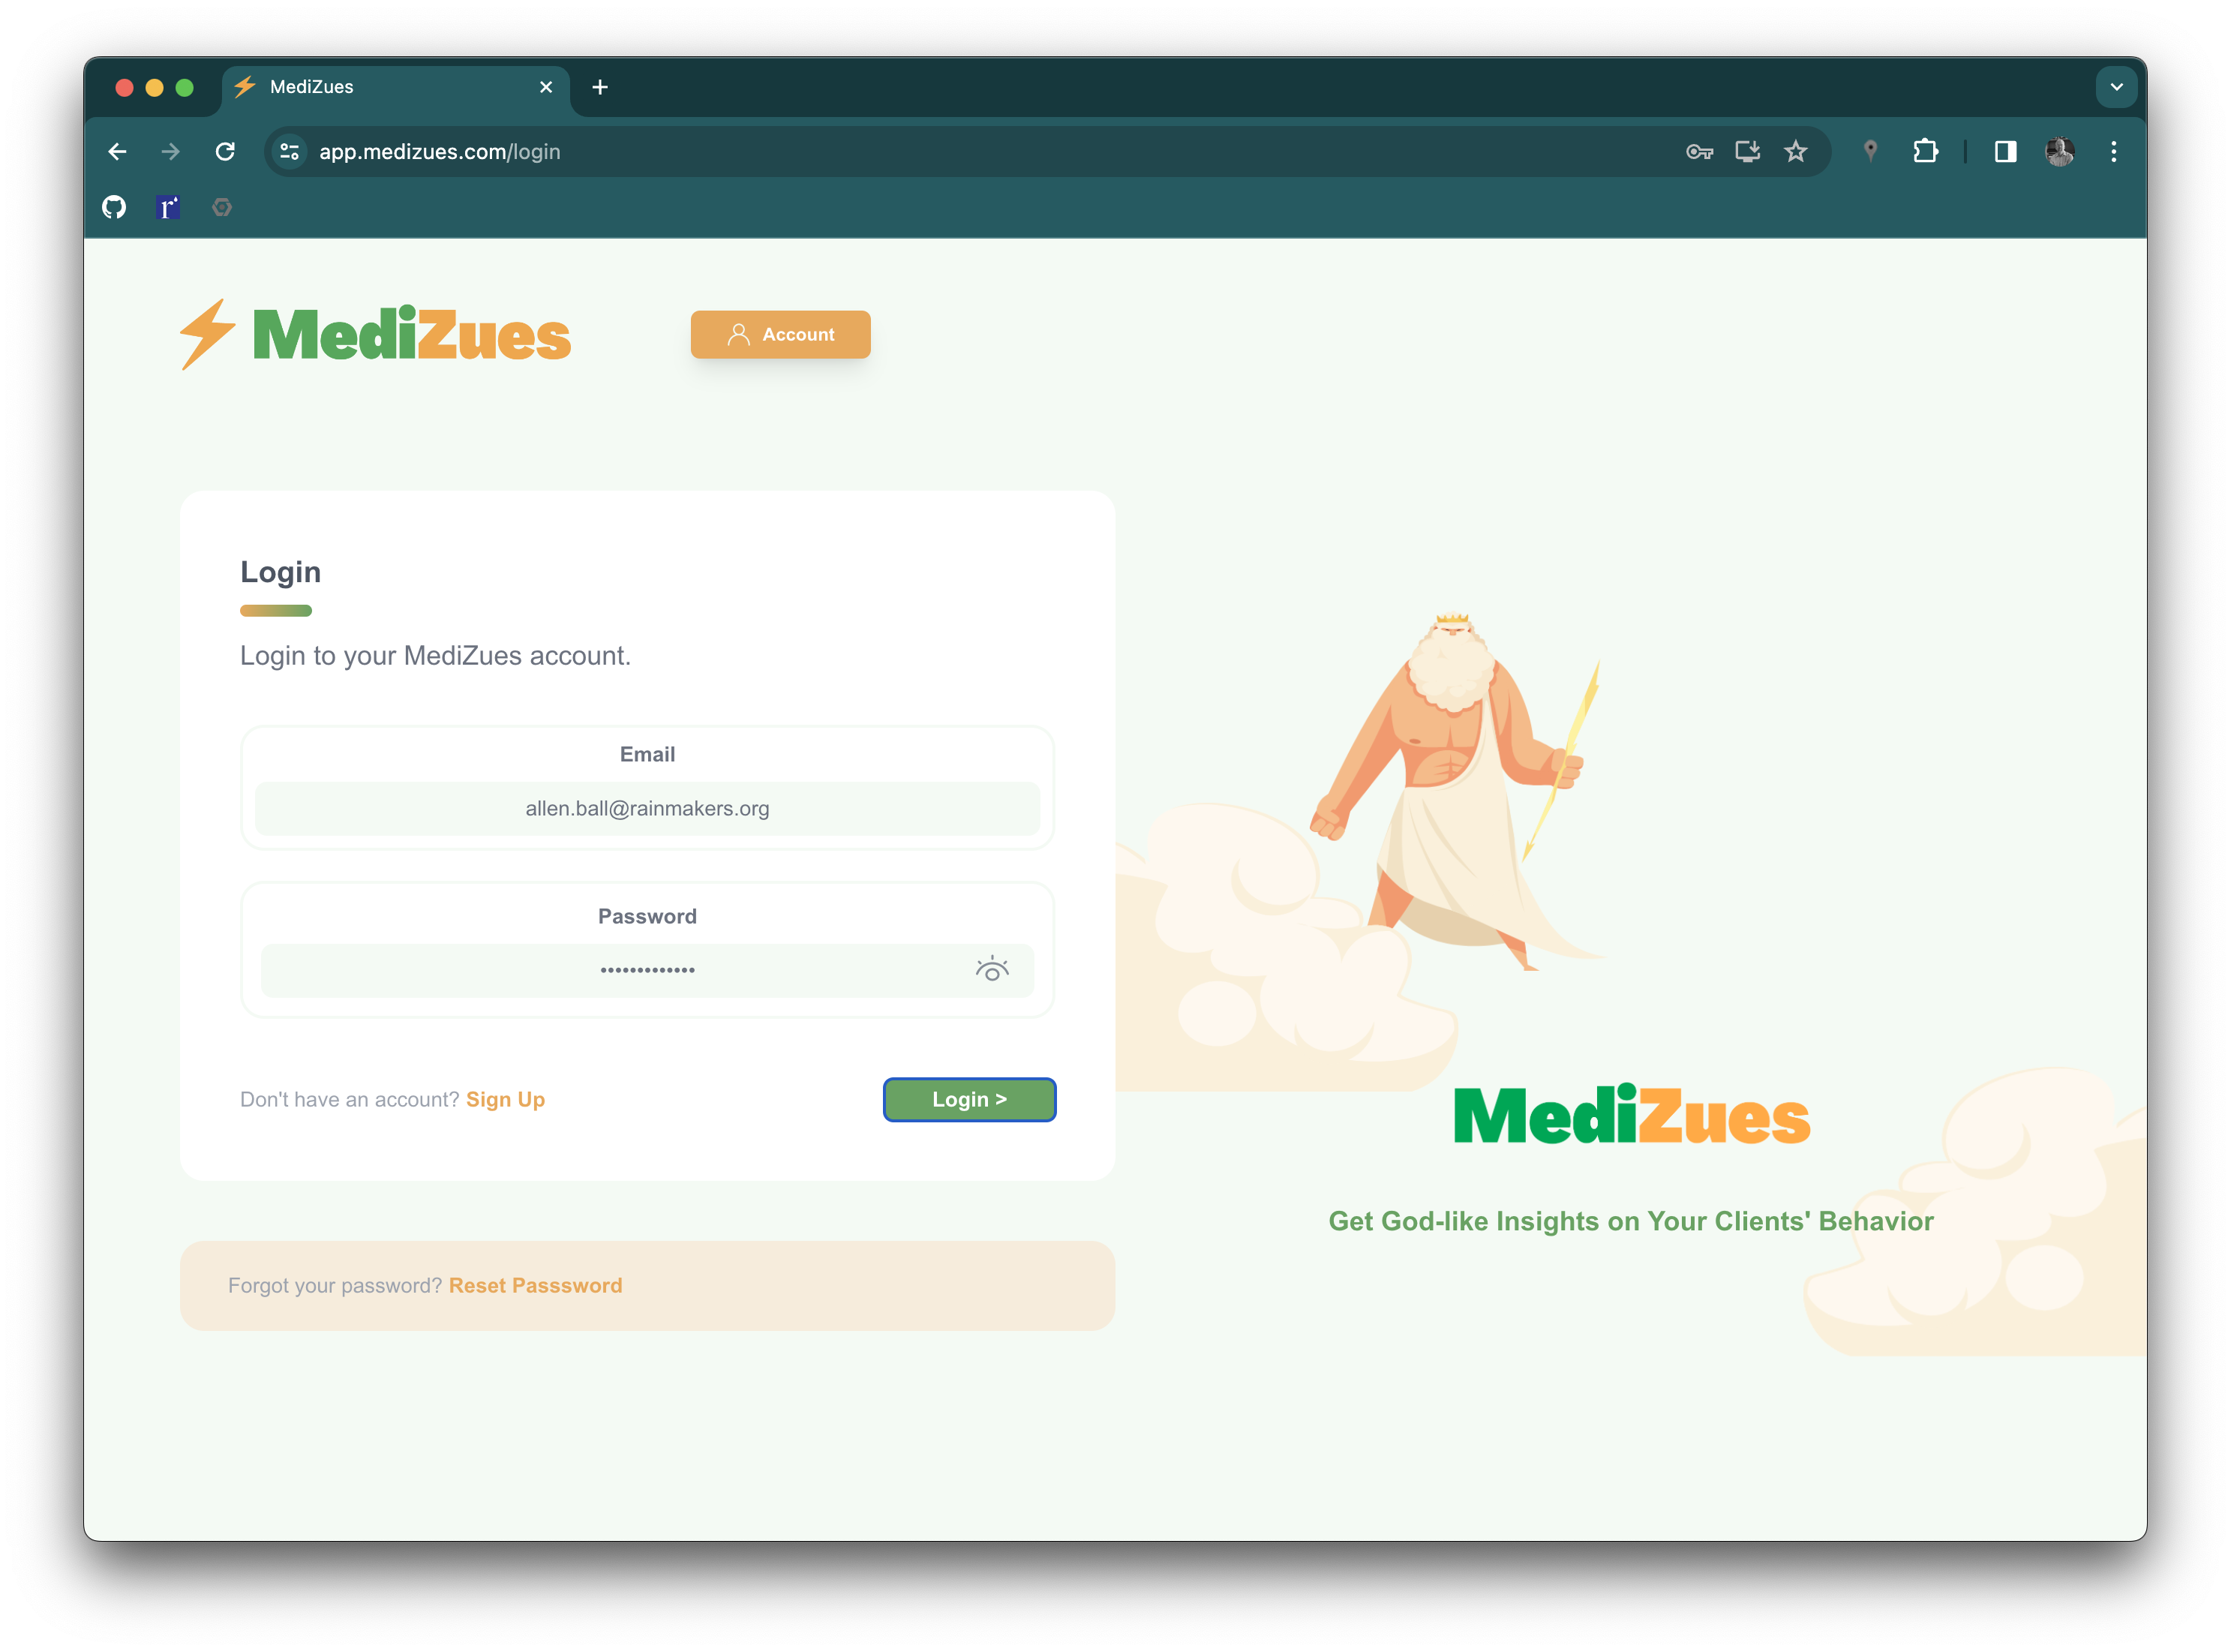 MediZues
app.medizues.com/login
r
MediZues
Account
Login
Login to your MediZues account.
Email
allen.ball@rainmakers.org
Password
•••••••••••••
Don't have an account? Sign Up
Login >
Forgot your password? Reset Passsword
MediZues
Get God-like Insights on Your Clients' Behavior